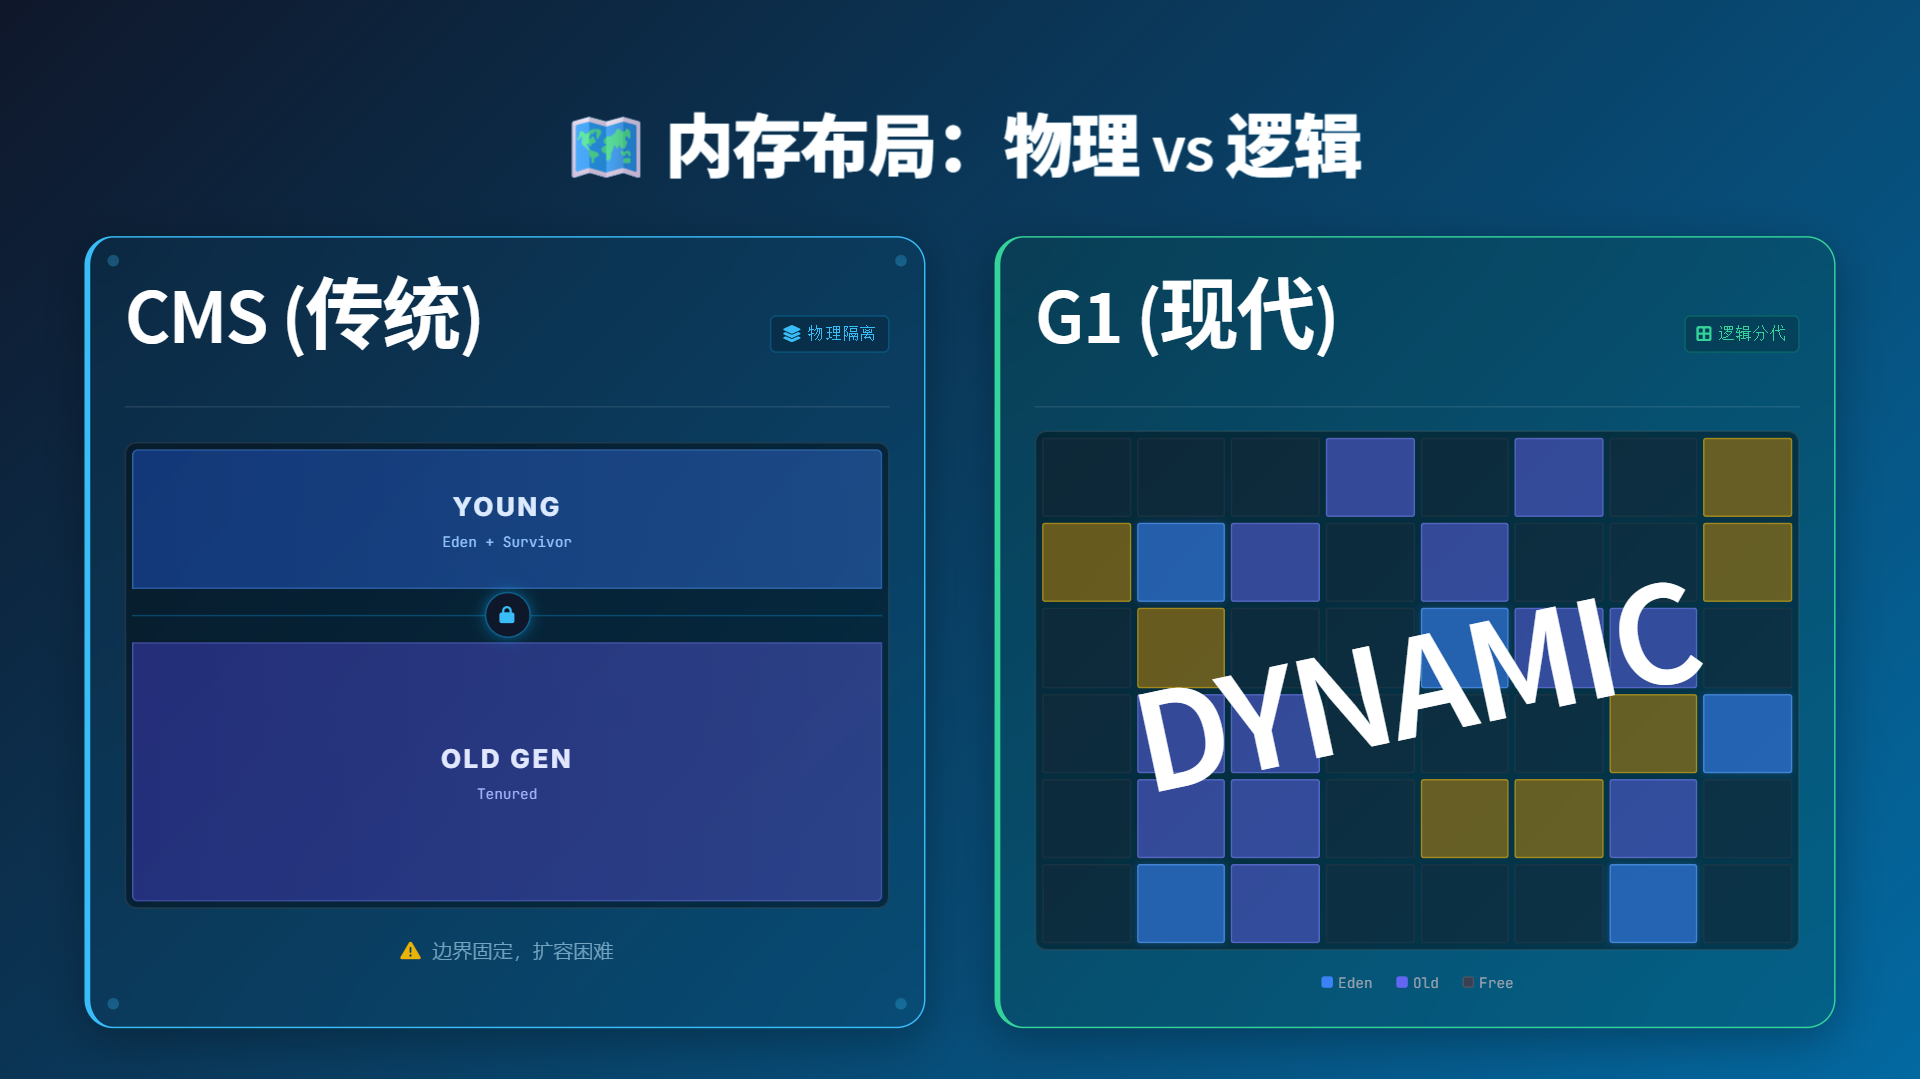 内存布局：物理 vs 逻辑
CMS (传统)
物理隔离
YOUNG
Eden + Survivor
OLD GEN
Tenured
边界固定，扩容困难
G1 (现代)
逻辑分代
DYNAMIC
Eden
Old
Free